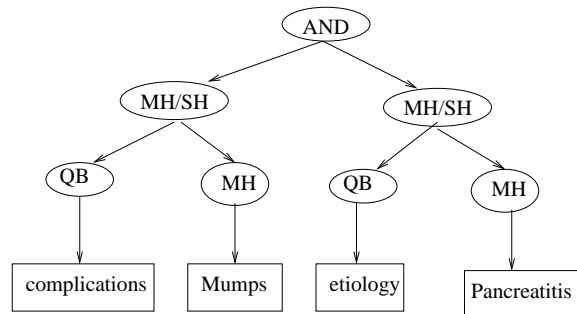 AND
MH/SH
MH/SH
QB
MH
QB
MH
complications
Mumps
etiology
Pancreatitis